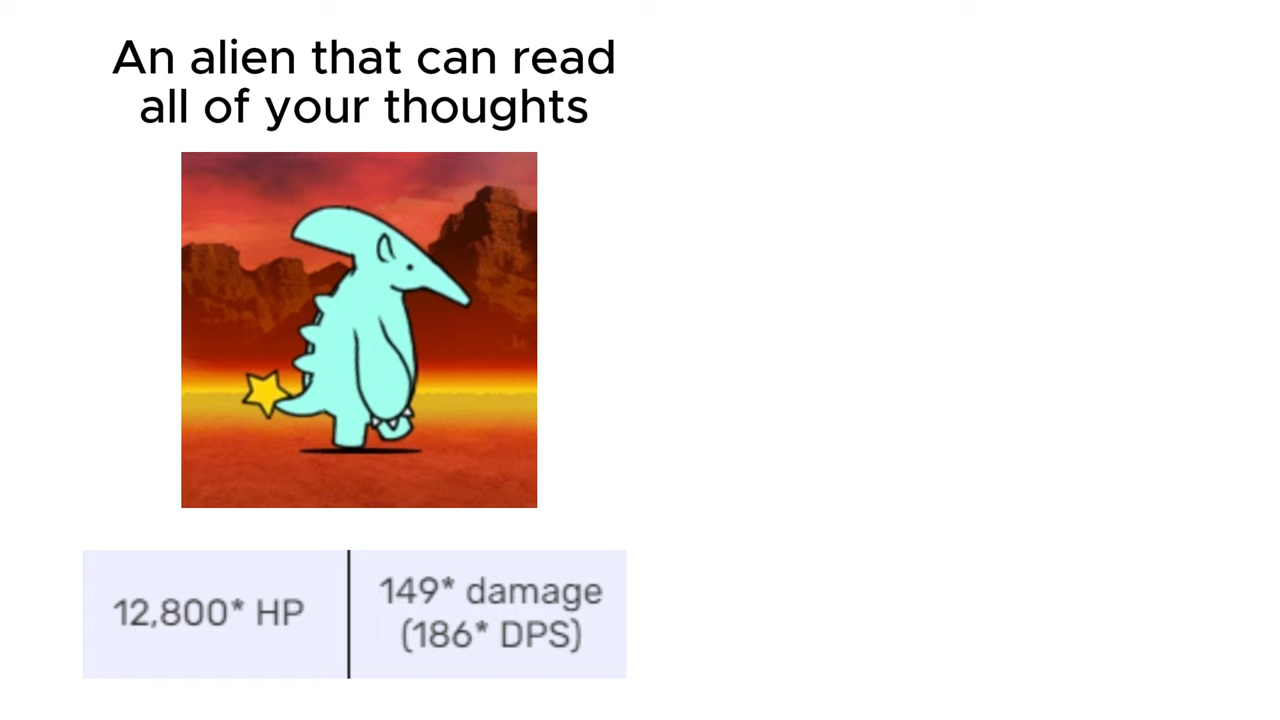 An alien that can read
all of your thoughts
12,800* HP
149* damage
(186* DPS)